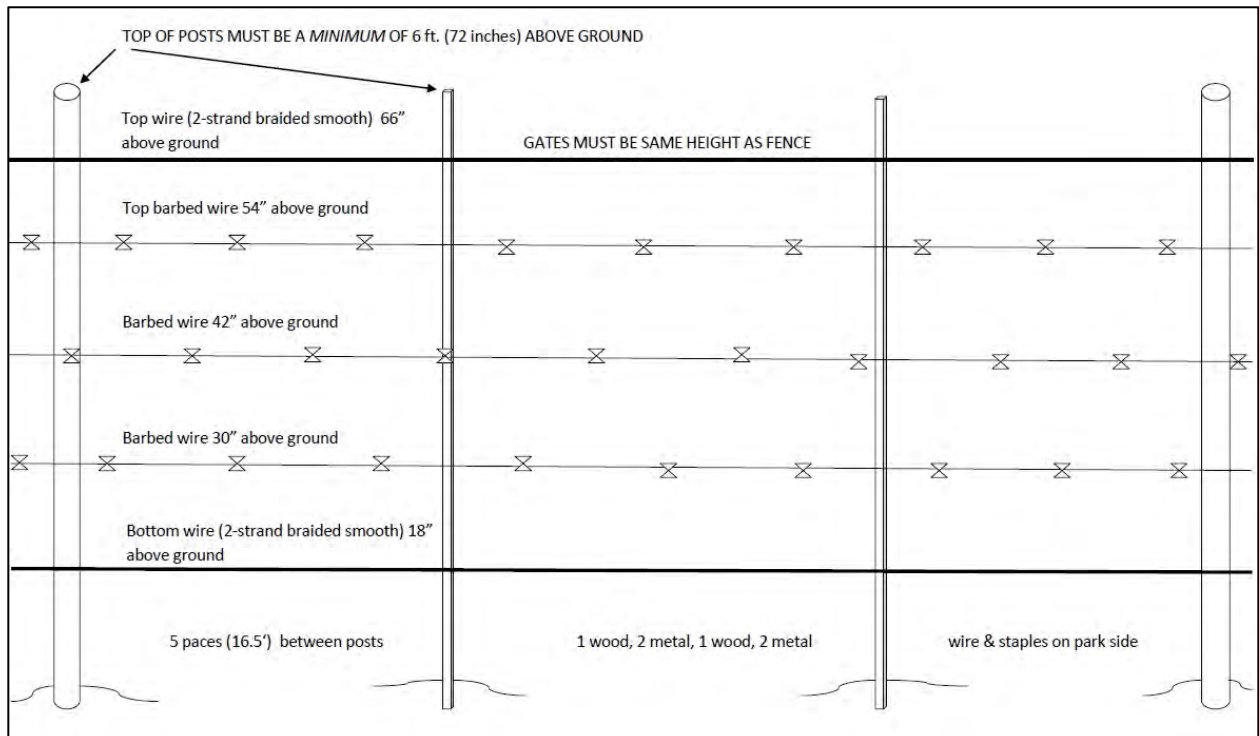 TOP OF POSTS MUST BE A MINIMUM OF 6 ft. (72 inches) ABOVE GROUND
Top wire (2-strand braided smooth) 66”
above ground
GATES MUST BE SAME HEIGHT AS FENCE
Top barbed wire 54” above ground
Barbed wire 42” above ground
Barbed wire 30” above ground
Bottom wire (2-strand braided smooth) 18”
above ground
5 paces (16.5‘) between posts
1 wood, 2 metal, 1 wood, 2 metal
wire & staples on park side